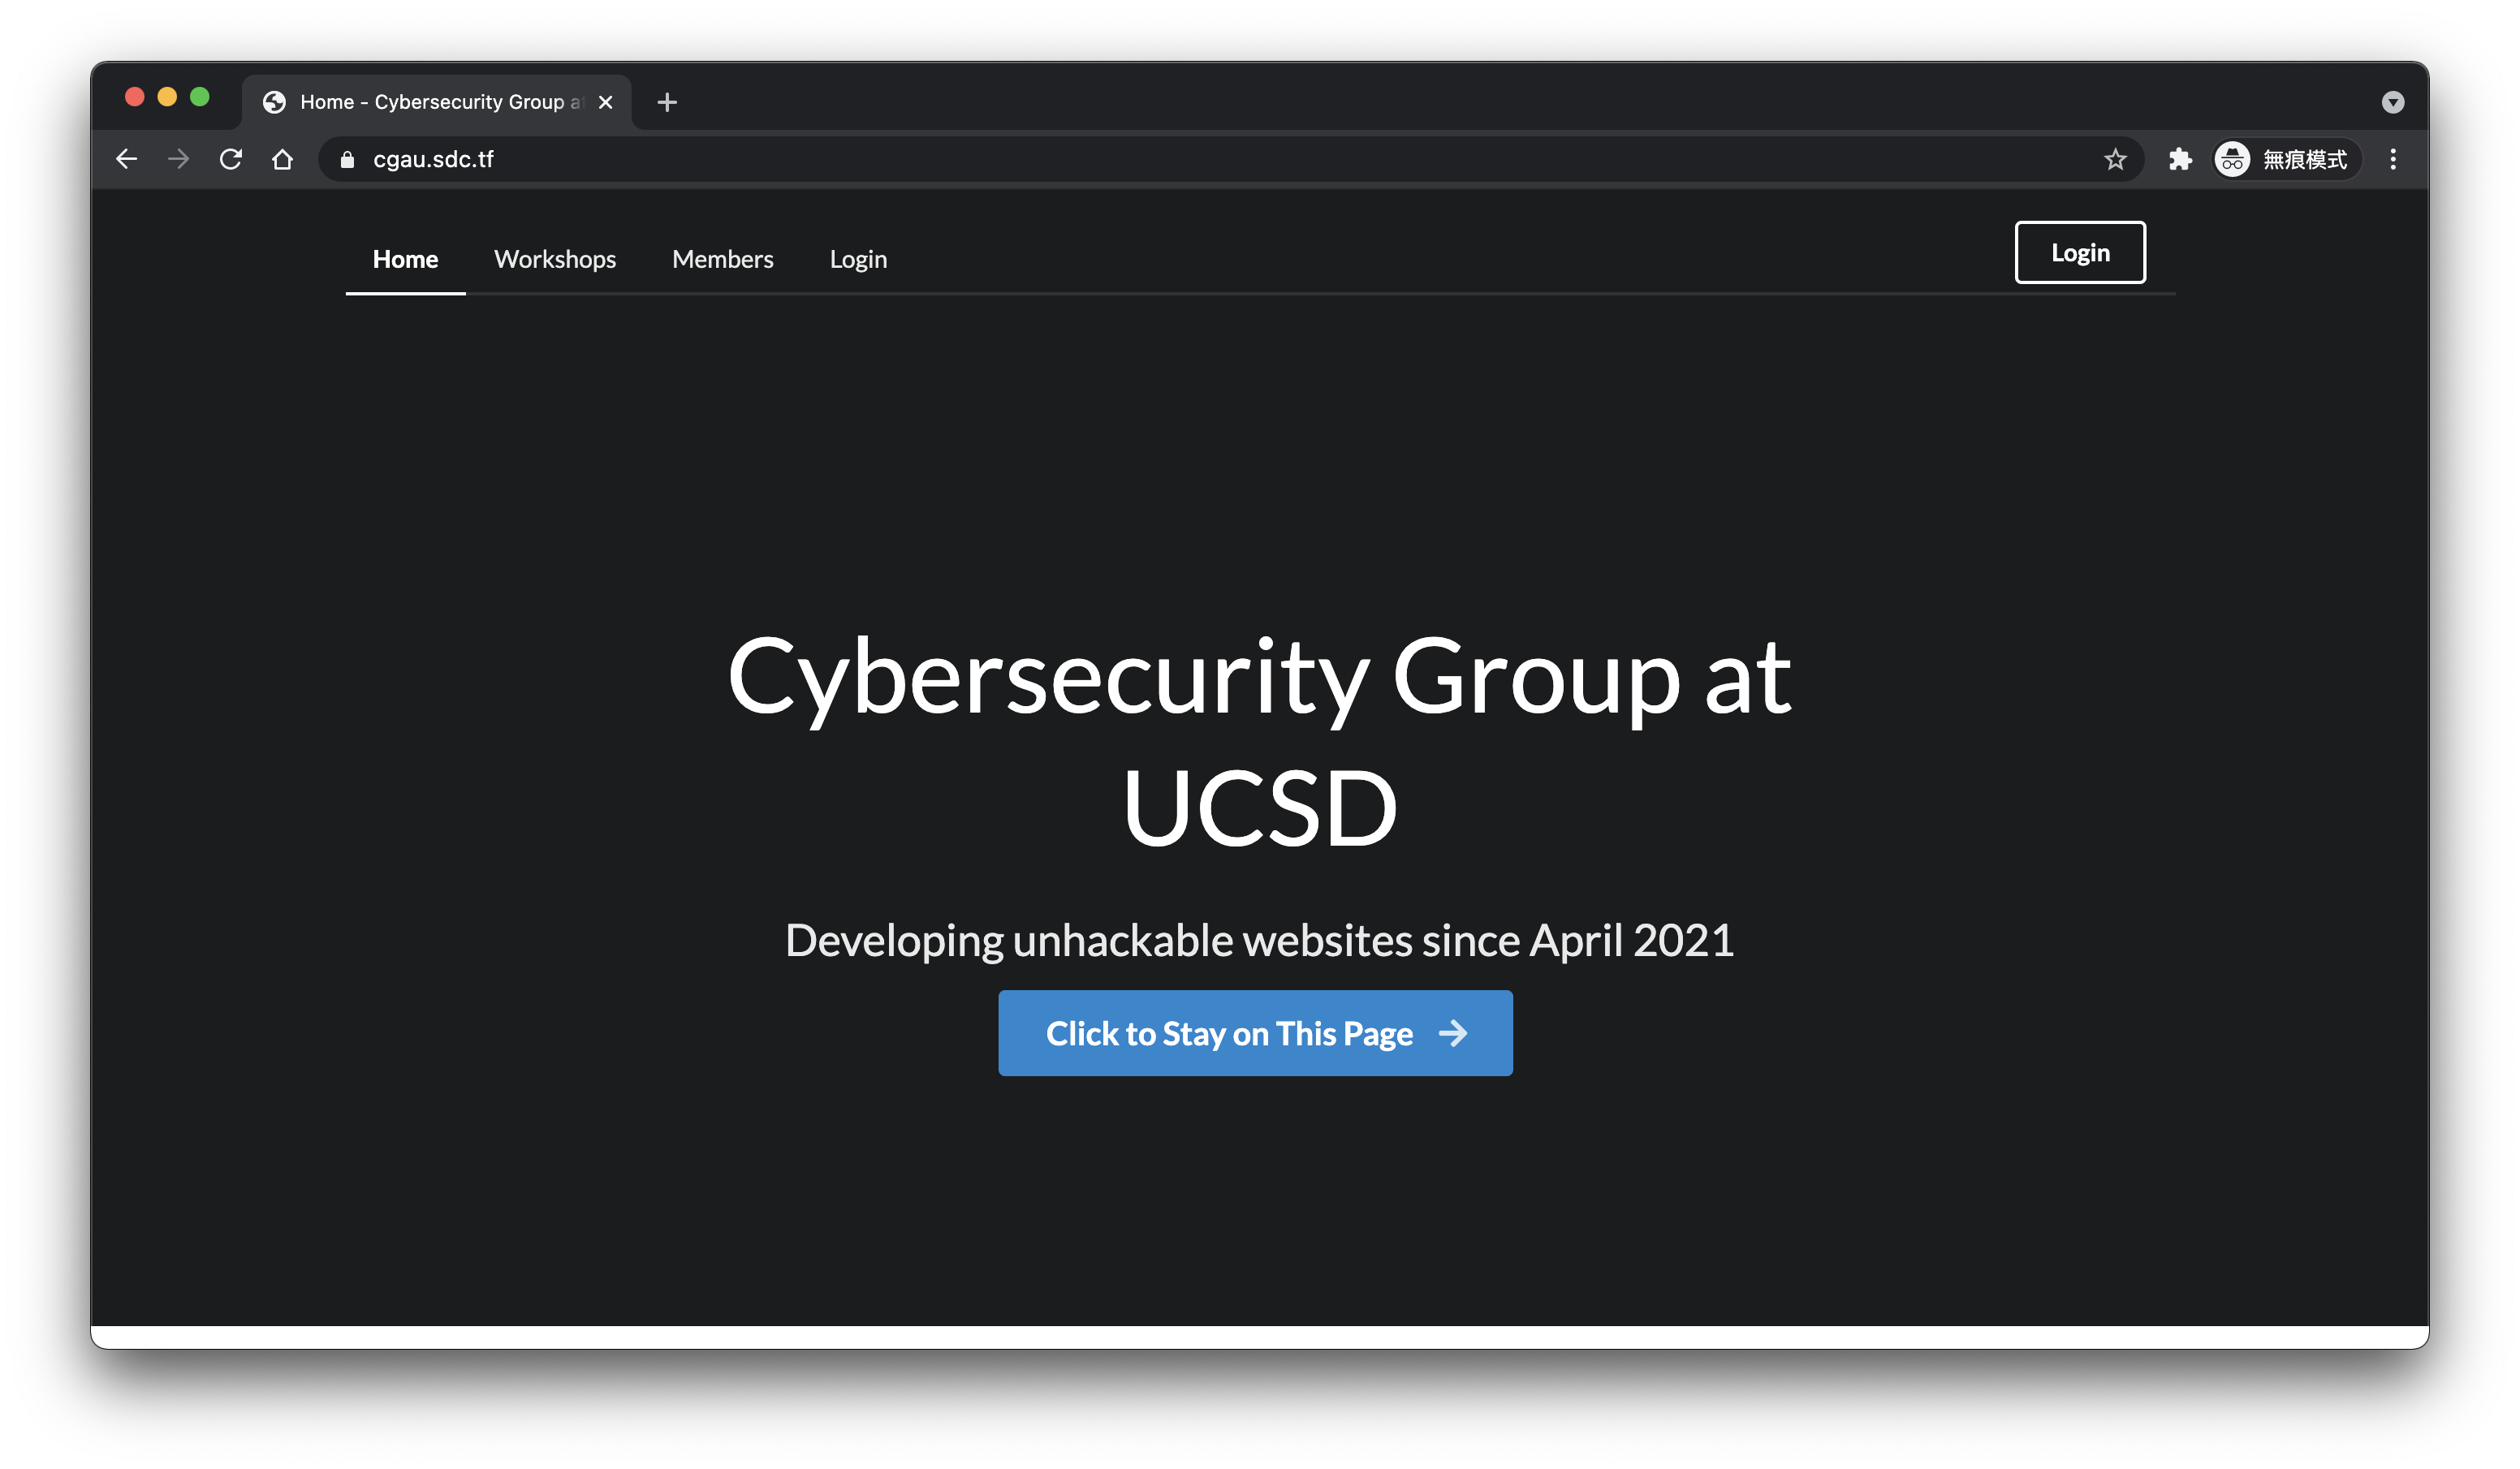 Home - Cybersecurity Group a
cgau.sdc.tf
無痕模式
Home Workshops Members Login Login
Cybersecurity Group at
UCSD
Developing unhackable websites since April 2021
Click to Stay on This Page